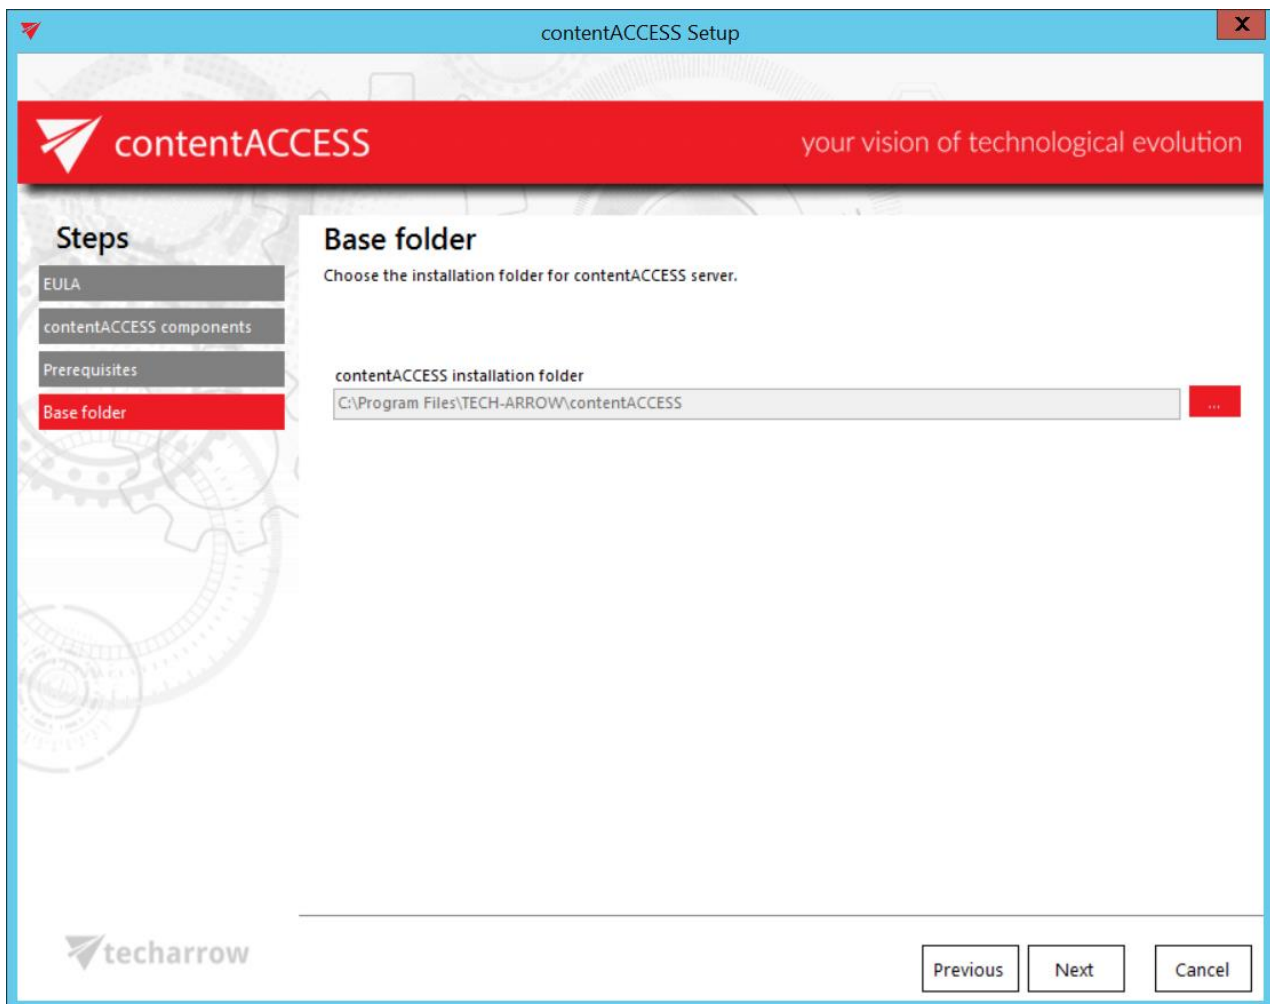 contentACCESS Setup
X
contentACCESS
your vision of technological evolution
Steps
EULA
contentACCESS components
Prerequisites
Base folder
Base folder
Choose the installation folder for contentACCESS server.
contentACCESS installation folder
C:\Program Files\TECH-ARROW\contentACCESS
...
techarrow
Previous
Next
Cancel